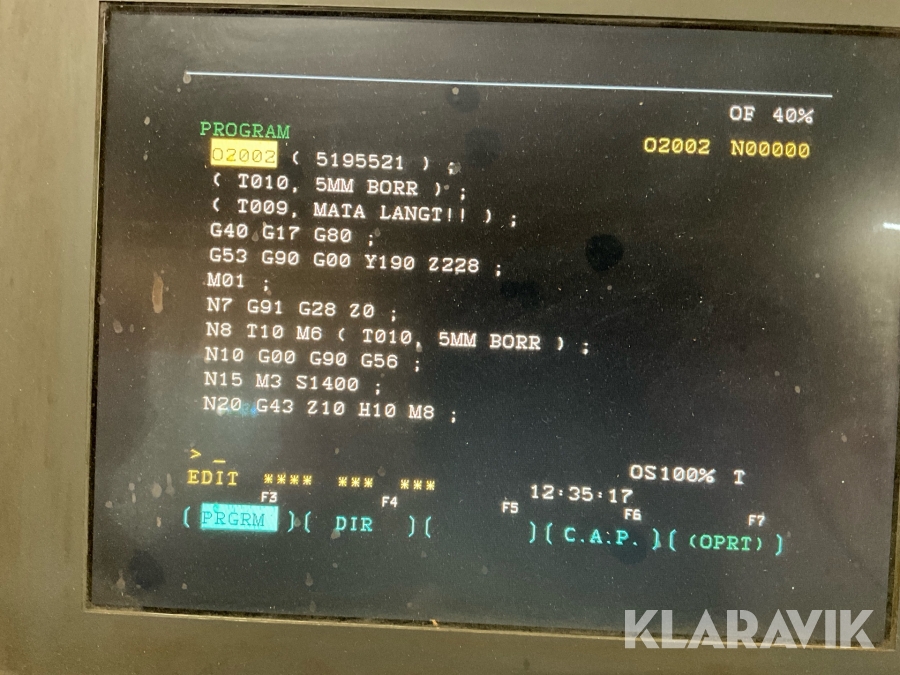 OF 40%
PROGRAM
O2002 N00000
O2002 ( 5195521 ) ;
( T010, 5MM BORR ) ;
( T009, MATA LANGT!! ) ;
G40 G17 G80 ;
G53 G90 G00 Y190 Z228 ;
M01 ;
N7 G91 G28 Z0 ;
N8 T10 M6 ( T010, 5MM BORR ) ;
N10 G00 G90 G56 ;
N15 M3 S1400 ;
N20 G43 Z10 H10 M8 ;
> _
OS100% T
EDIT **** *** ***
12:35:17
F3 F4 F5 F6 F7
( PRGRM )( DIR )( )( C.A.P. )( (OPRT) )
KLARAVIK